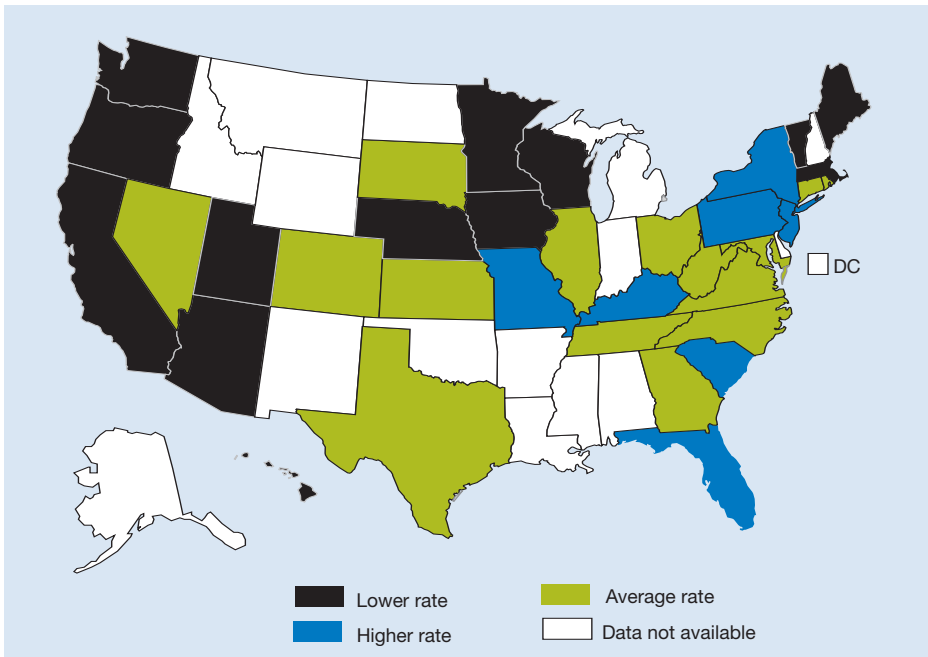 DC
Lower rate
Average rate
Higher rate
Data not available